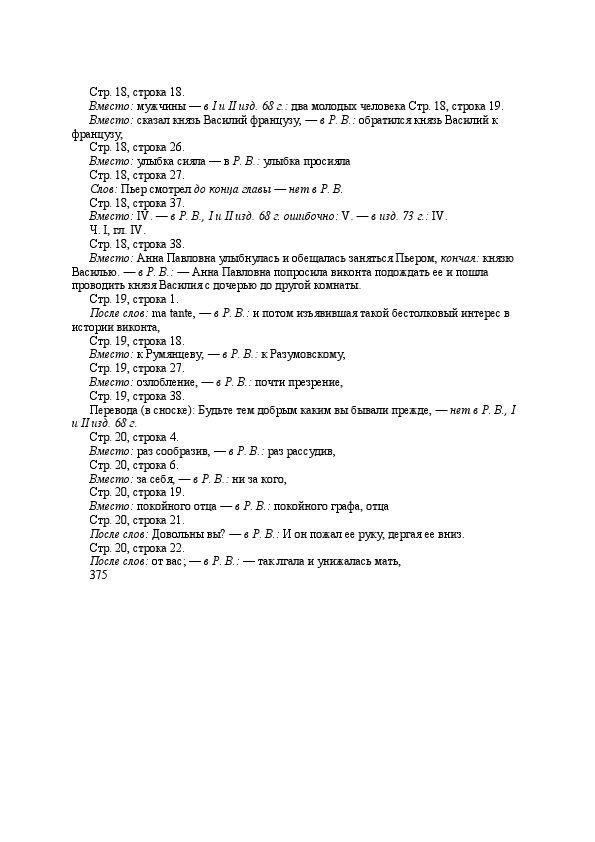 Стр. 18, строка 18.
Вместо: мужчины — в I и II изд. 68 г.: два молодых человека Стр. 18, строка 19.
Вместо: сказал князь Василий французу, — в Р. В.: обратился князь Василий к
французу,
Стр. 18, строка 26.
Вместо: улыбка сияла — в Р. В.: улыбка просияла
Стр. 18, строка 27.
Слов: Пьер смотрел до конца главы — нет в Р. В.
Стр. 18, строка 37.
Вместо: IV. — в Р. В., I и II изд. 68 г. ошибочно: V. — в изд. 73 г.: IV.
Ч. I, гл. IV.
Стр. 18, строка 38.
Вместо: Анна Павловна улыбнулась и обещалась заняться Пьером, кончая: князю
Василью. — в Р. В.: — Анна Павловна попросила виконта подождать ее и пошла
проводить князя Василия с дочерью до другой комнаты.
Стр. 19, строка 1.
После слов: ma tante, — в Р. В.: и потом изъявившая такой бестолковый интерес в
истории виконта,
Стр. 19, строка 18.
Вместо: к Румянцеву, — в Р. В.: к Разумовскому,
Стр. 19, строка 27.
Вместо: озлобление, — в Р. В.: почти презрение,
Стр. 19, строка 38.
Перевода (в сноске): Будьте тем добрым каким вы бывали прежде, — нет в Р. В., I
и II изд. 68 г.
Стр. 20, строка 4.
Вместо: раз сообразив, — в Р. В.: раз рассудив,
Стр. 20, строка 6.
Вместо: за себя, — в Р. В.: ни за кого,
Стр. 20, строка 19.
Вместо: покойного отца — в Р. В.: покойного графа, отца
Стр. 20, строка 21.
После слов: Довольны вы? — в Р. В.: И он пожал ее руку, дергая ее вниз.
Стр. 20, строка 22.
После слов: от вас; — в Р. В.: — так лгала и унижалась мать,
375